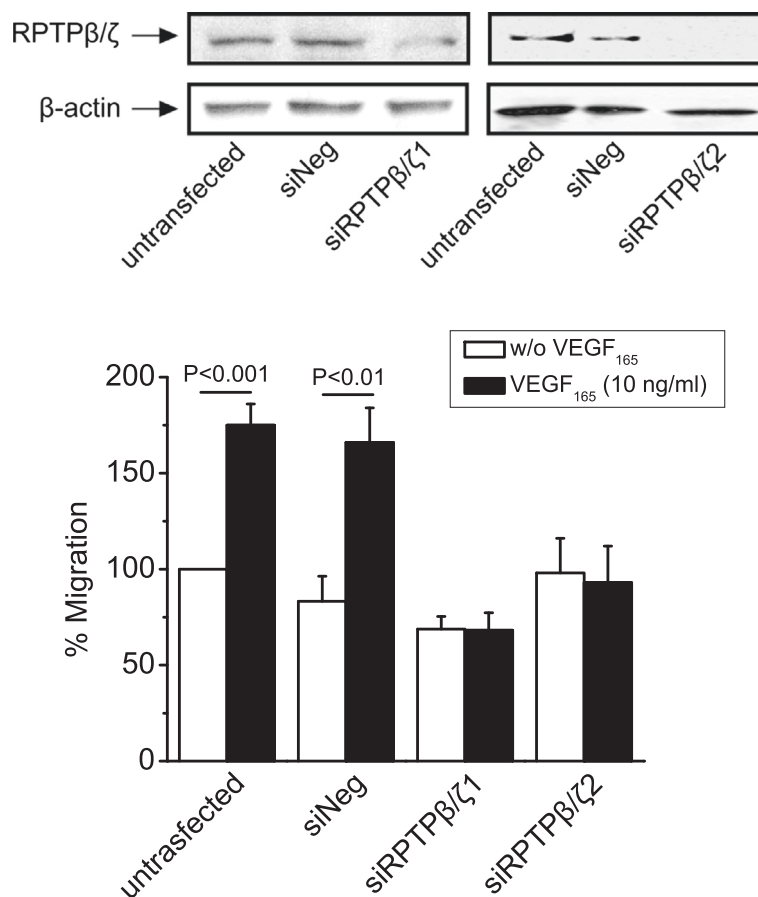 RPTPβ/ζ
β-actin
untransfected
siNeg
siRPTPβ/ζ1
untransfected
siNeg
siRPTPβ/ζ2
w/o VEGF₁₆₅
VEGF₁₆₅ (10 ng/ml)
P<0.001
P<0.01
% Migration
200
150
100
50
0
untrasfected
siNeg
siRPTPβ/ζ1
siRPTPβ/ζ2